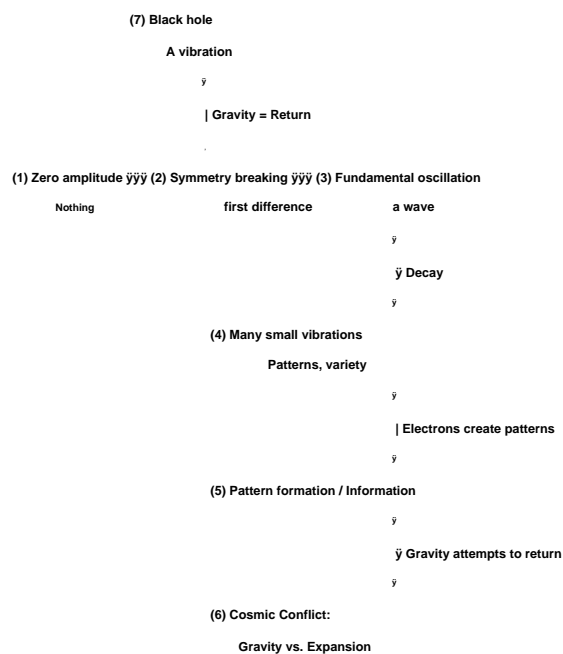 (7) Black hole
A vibration
ÿ
| Gravity = Return
.
(1) Zero amplitude ÿÿÿ (2) Symmetry breaking ÿÿÿ (3) Fundamental oscillation
Nothing first difference a wave
ÿ
ÿ Decay
ÿ
(4) Many small vibrations
Patterns, variety
ÿ
| Electrons create patterns
ÿ
(5) Pattern formation / Information
ÿ
ÿ Gravity attempts to return
ÿ
(6) Cosmic Conflict:
Gravity vs. Expansion